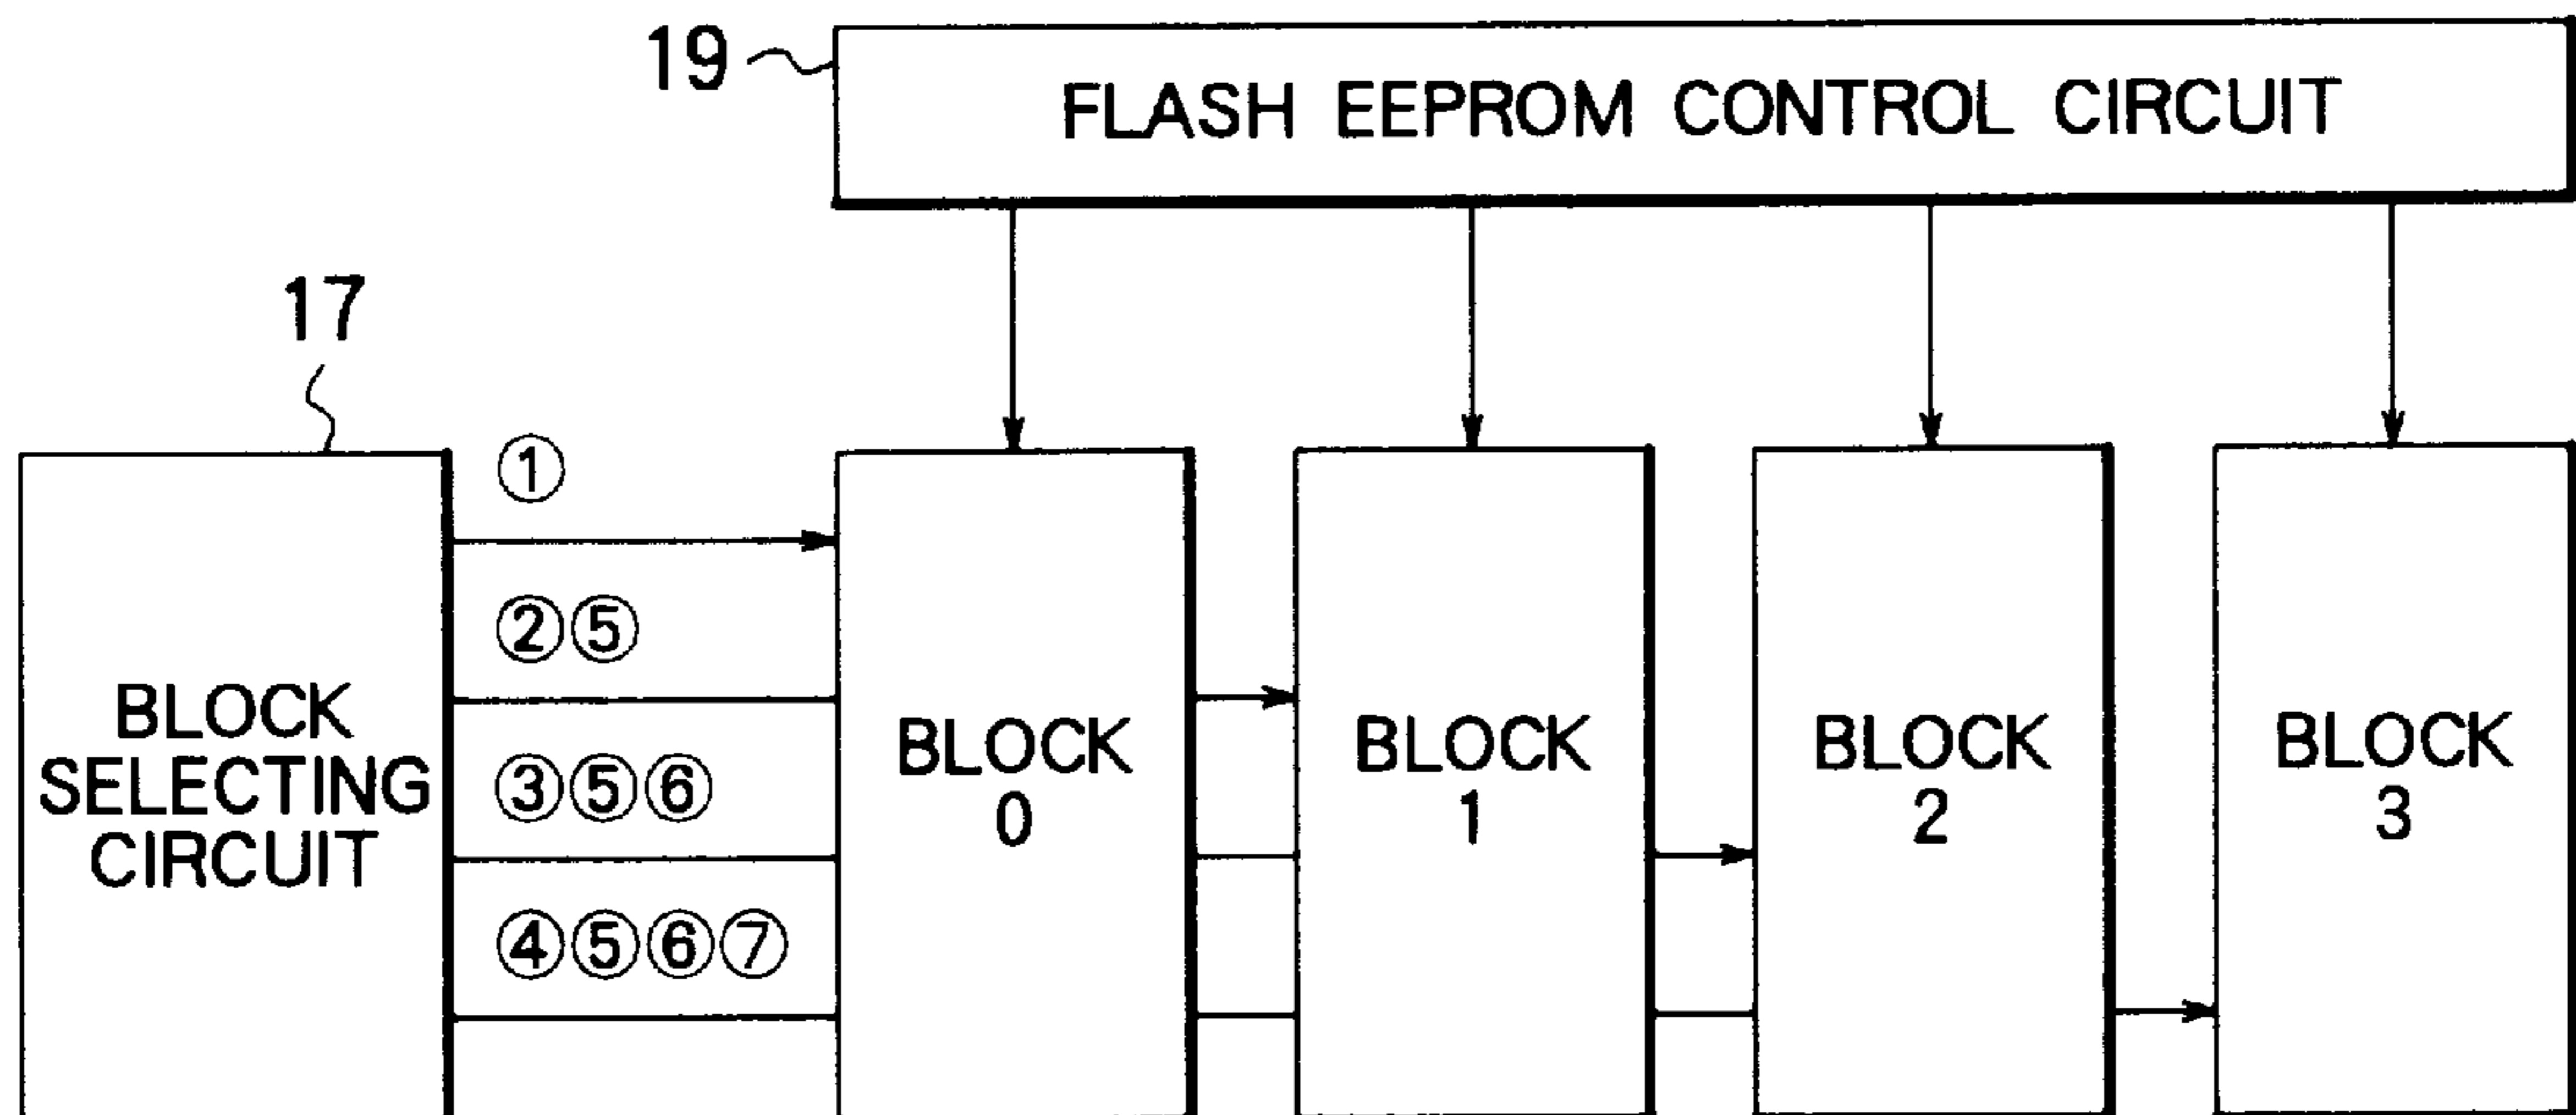 19
FLASH EEPROM CONTROL CIRCUIT
17
①
②⑤
③⑤⑥
④⑤⑥⑦
BLOCK
SELECTING
CIRCUIT
BLOCK
0
BLOCK
1
BLOCK
2
BLOCK
3